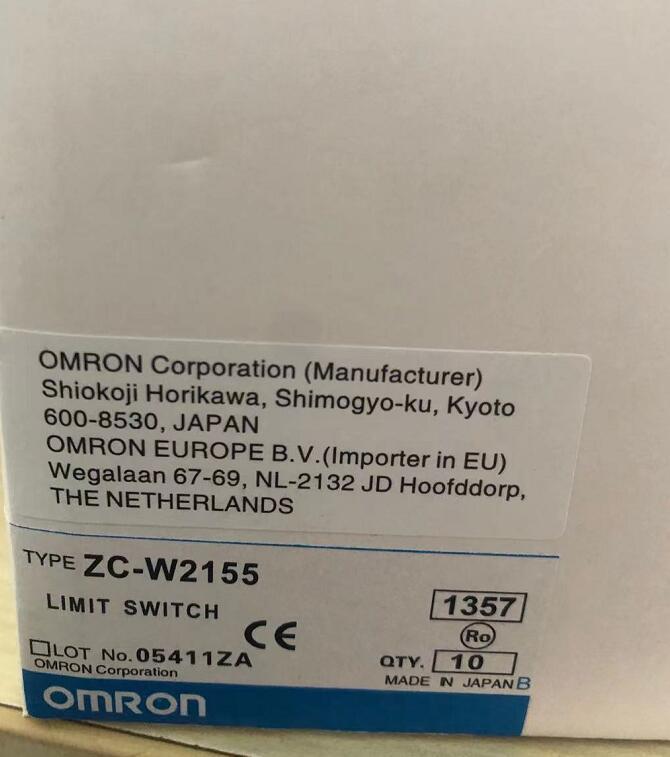 OMRON Corporation (Manufacturer)
Shiokoji Horikawa, Shimogyo-ku, Kyoto
600-8530, JAPAN
OMRON EUROPE B.V.(Importer in EU)
Wegalaan 67-69, NL-2132 JD Hoofddorp,
THE NETHERLANDS
TYPE ZC-W2155
LIMIT SWITCH
1357
CE
Ro
LOT No.05411ZA
QTY. 10
OMRON Corporation
MADE IN JAPAN B
OMRON